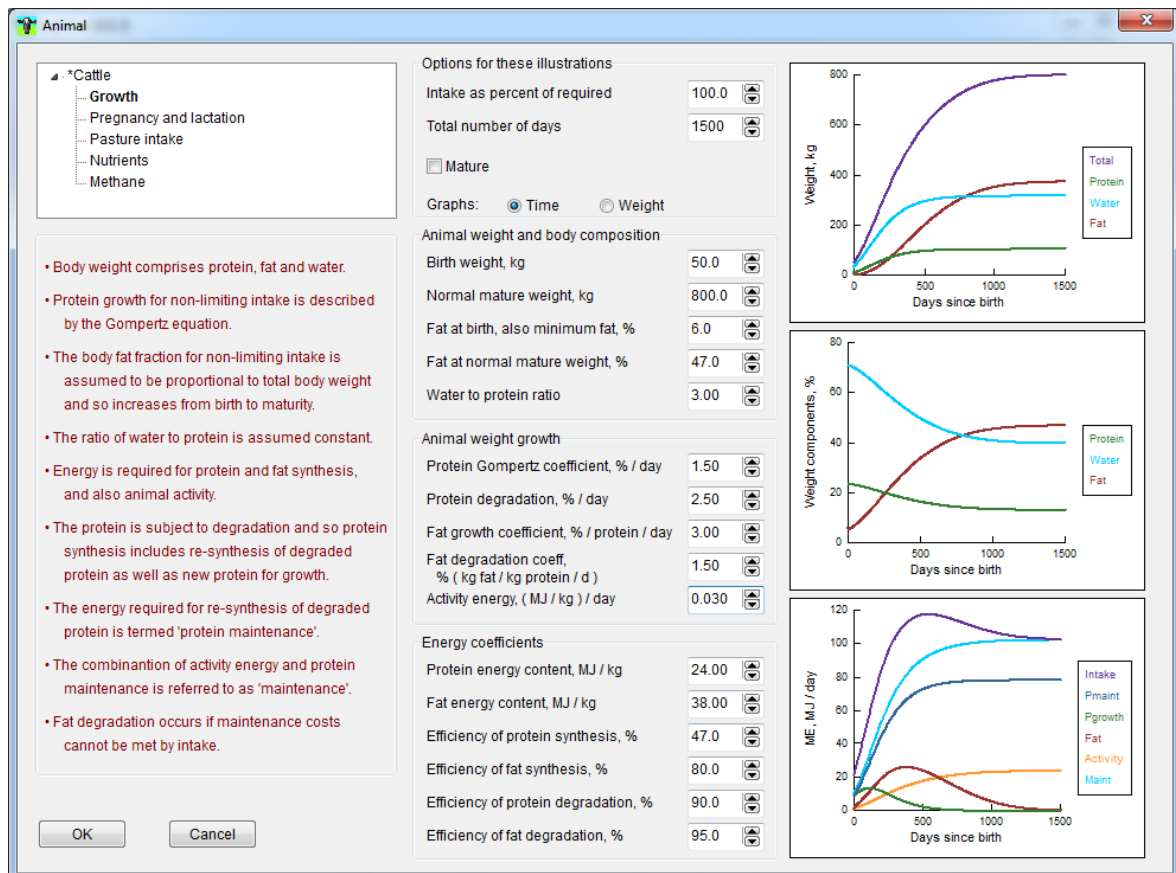 Animal
*Cattle
Growth
Pregnancy and lactation
Pasture intake
Nutrients
Methane
• Body weight comprises protein, fat and water.
• Protein growth for non-limiting intake is described
by the Gompertz equation.
• The body fat fraction for non-limiting intake is
assumed to be proportional to total body weight
and so increases from birth to maturity.
• The ratio of water to protein is assumed constant.
• Energy is required for protein and fat synthesis,
and also animal activity.
• The protein is subject to degradation and so protein
synthesis includes re-synthesis of degraded
protein as well as new protein for growth.
• The energy required for re-synthesis of degraded
protein is termed 'protein maintenance'.
• The combinantion of activity energy and protein
maintenance is referred to as 'maintenance'.
• Fat degradation occurs if maintenance costs
cannot be met by intake.
OK Cancel
Options for these illustrations
Intake as percent of required 100.0
Total number of days 1500
Mature
Graphs: Time Weight
Animal weight and body composition
Birth weight, kg 50.0
Normal mature weight, kg 800.0
Fat at birth, also minimum fat, % 6.0
Fat at normal mature weight, % 47.0
Water to protein ratio 3.00
Animal weight growth
Protein Gompertz coefficient, % / day 1.50
Protein degradation, % / day 2.50
Fat growth coefficient, % / protein / day 3.00
Fat degradation coeff,
% ( kg fat / kg protein / d ) 1.50
Activity energy, ( MJ / kg ) / day 0.030
Energy coefficients
Protein energy content, MJ / kg 24.00
Fat energy content, MJ / kg 38.00
Efficiency of protein synthesis, % 47.0
Efficiency of fat synthesis, % 80.0
Efficiency of protein degradation, % 90.0
Efficiency of fat degradation, % 95.0
Weight, kg
800
600
400
200
0
0 500 1000 1500
Days since birth
Total
Protein
Water
Fat
Weight components, %
80
60
40
20
0
0 500 1000 1500
Days since birth
Protein
Water
Fat
ME, MJ / day
120
100
80
60
40
20
0
0 500 1000 1500
Days since birth
Intake
Pmaint
Pgrowth
Fat
Activity
Maint